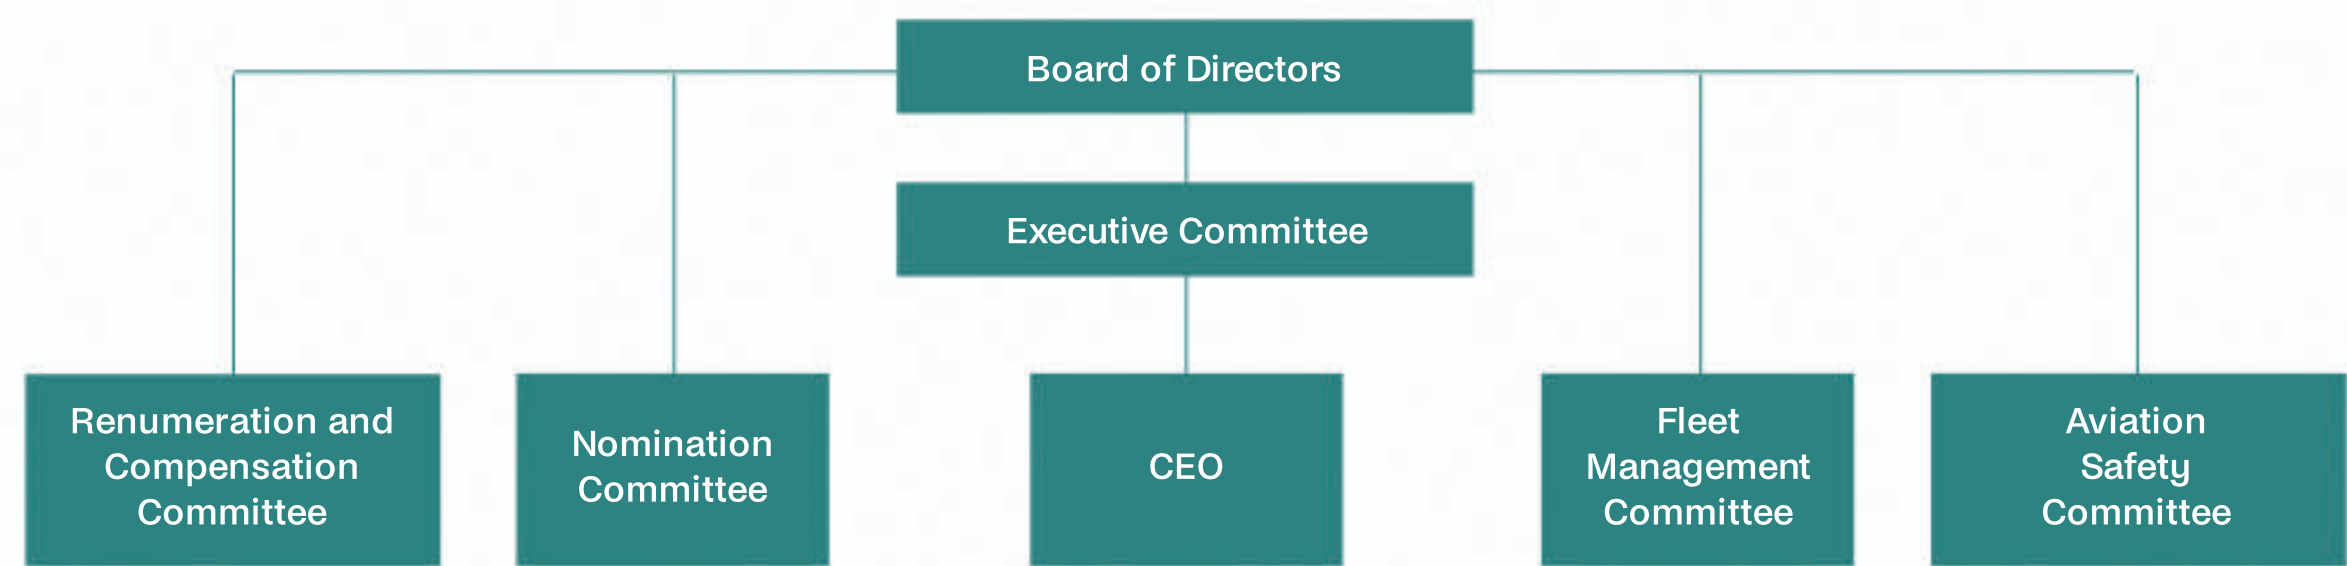 Board of Directors
Executive Committee
Renumeration and
Compensation
Committee
Nomination
Committee
CEO
Fleet
Management
Committee
Aviation
Safety
Committee